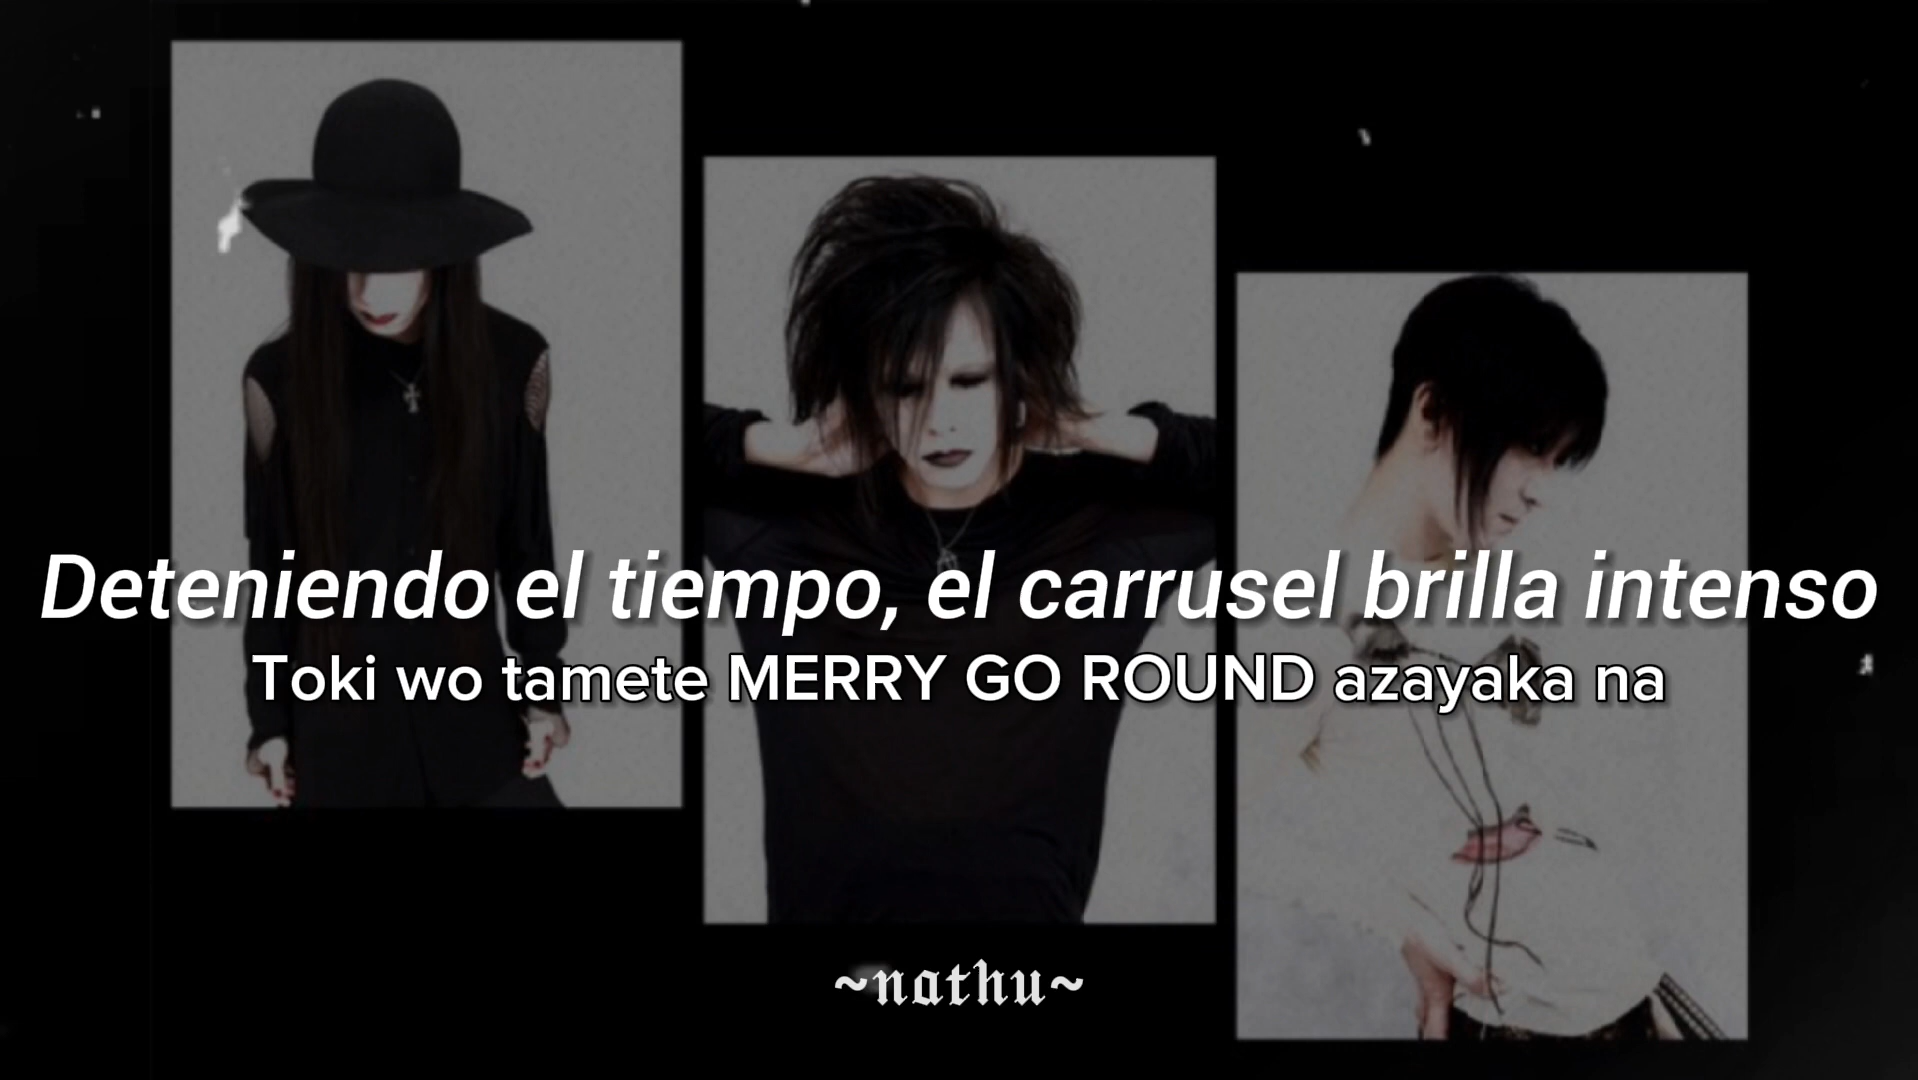 Deteniendo el tiempo, el carrusel brilla intenso
Toki wo tamete MERRY GO ROUND azayaka na
~nathu~